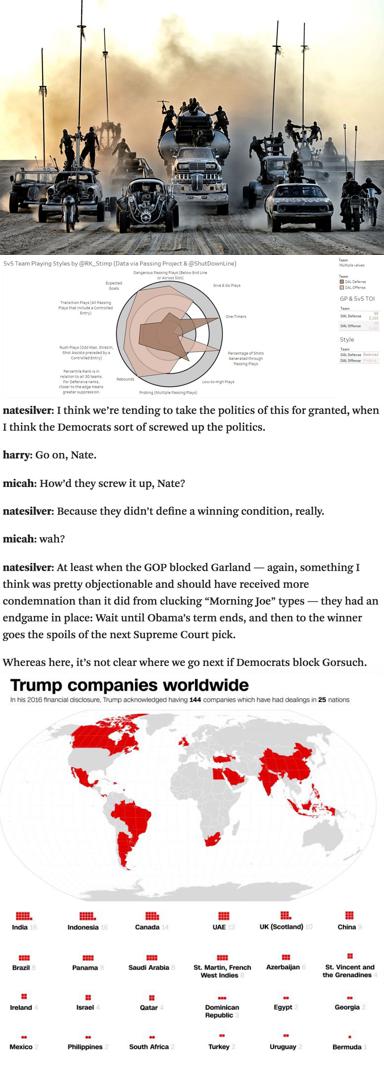 5v5 Team Playing Styles by @RK_Stimp (Data via Passing Project & @ShutDownLine)
Dangerous Passing Plays (Below End Line
or Across Slot)
Expected
Goals
Give & Go Plays
Transition Plays (All Passing
Plays that include a Controlled
Entry)
One-Timers
Rush Plays (Odd Man, Stretch,
Shot Assists preceded by a
Controlled Entry)
Percentage of Shots
Generated through
Passing Plays
Percentile Rank is in
relation to all 30 teams.
For Defensive ranks,
closer to the edge means
greater suppression.
Rebounds
Low-to-High Plays
Probing (Multiple Passing Plays)
Team
Multiple values
Team
DAL Defense
DAL Offense
GP & 5v5 TOI
Team
DAL Defense
DAL Offense
Style
Team
DAL Defense
DAL Offense
natesilver: I think we're tending to take the politics of this for granted, when
I think the Democrats sort of screwed up the politics.
harry: Go on, Nate.
micah: How'd they screw it up, Nate?
natesilver: Because they didn't define a winning condition, really.
micah: wah?
natesilver: At least when the GOP blocked Garland — again, something I
think was pretty objectionable and should have received more
condemnation than it did from clucking “Morning Joe” types — they had an
endgame in place: Wait until Obama's term ends, and then to the winner
goes the spoils of the next Supreme Court pick.
Whereas here, it's not clear where we go next if Democrats block Gorsuch.
Trump companies worldwide
In his 2016 financial disclosure, Trump acknowledged having 144 companies which have had dealings in 25 nations
India 16 Indonesia 16 Canada 14 UAE 13 UK (Scotland) 10 China 9
Brazil 8 Panama 8 Saudi Arabia 8 St. Martin, French Azerbaijan 6 St. Vincent and
West Indies the Grenadines
Ireland 4 Israel 4 Qatar 4 Dominican Egypt 2 Georgia 2
Republic
Mexico 2 Philippines 2 South Africa 2 Turkey 2 Uruguay 2 Bermuda 1